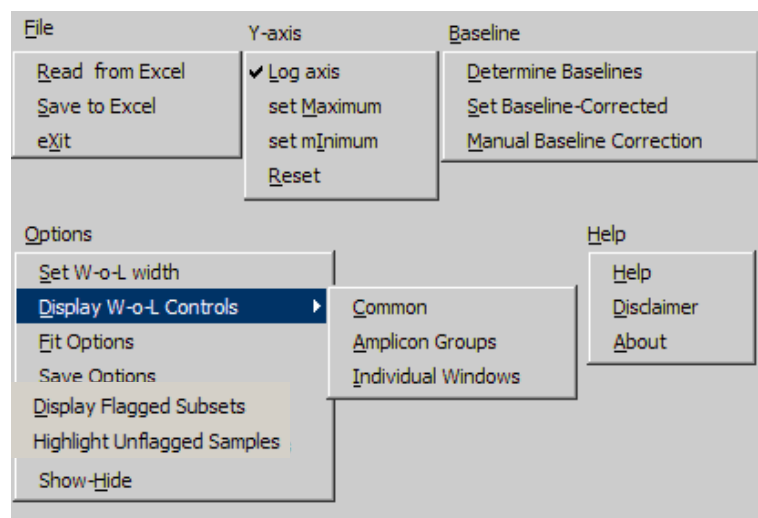 File
Read from Excel
Save to Excel
eXit
Y-axis
Log axis
set Maximum
set mInimum
Reset
Baseline
Determine Baselines
Set Baseline-Corrected
Manual Baseline Correction
Options
Set W-o-L width
Display W-o-L Controls
Fit Options
Save Options
Display Flagged Subsets
Highlight Unflagged Samples
Show-Hide
Common
Amplicon Groups
Individual Windows
Help
Help
Disclaimer
About